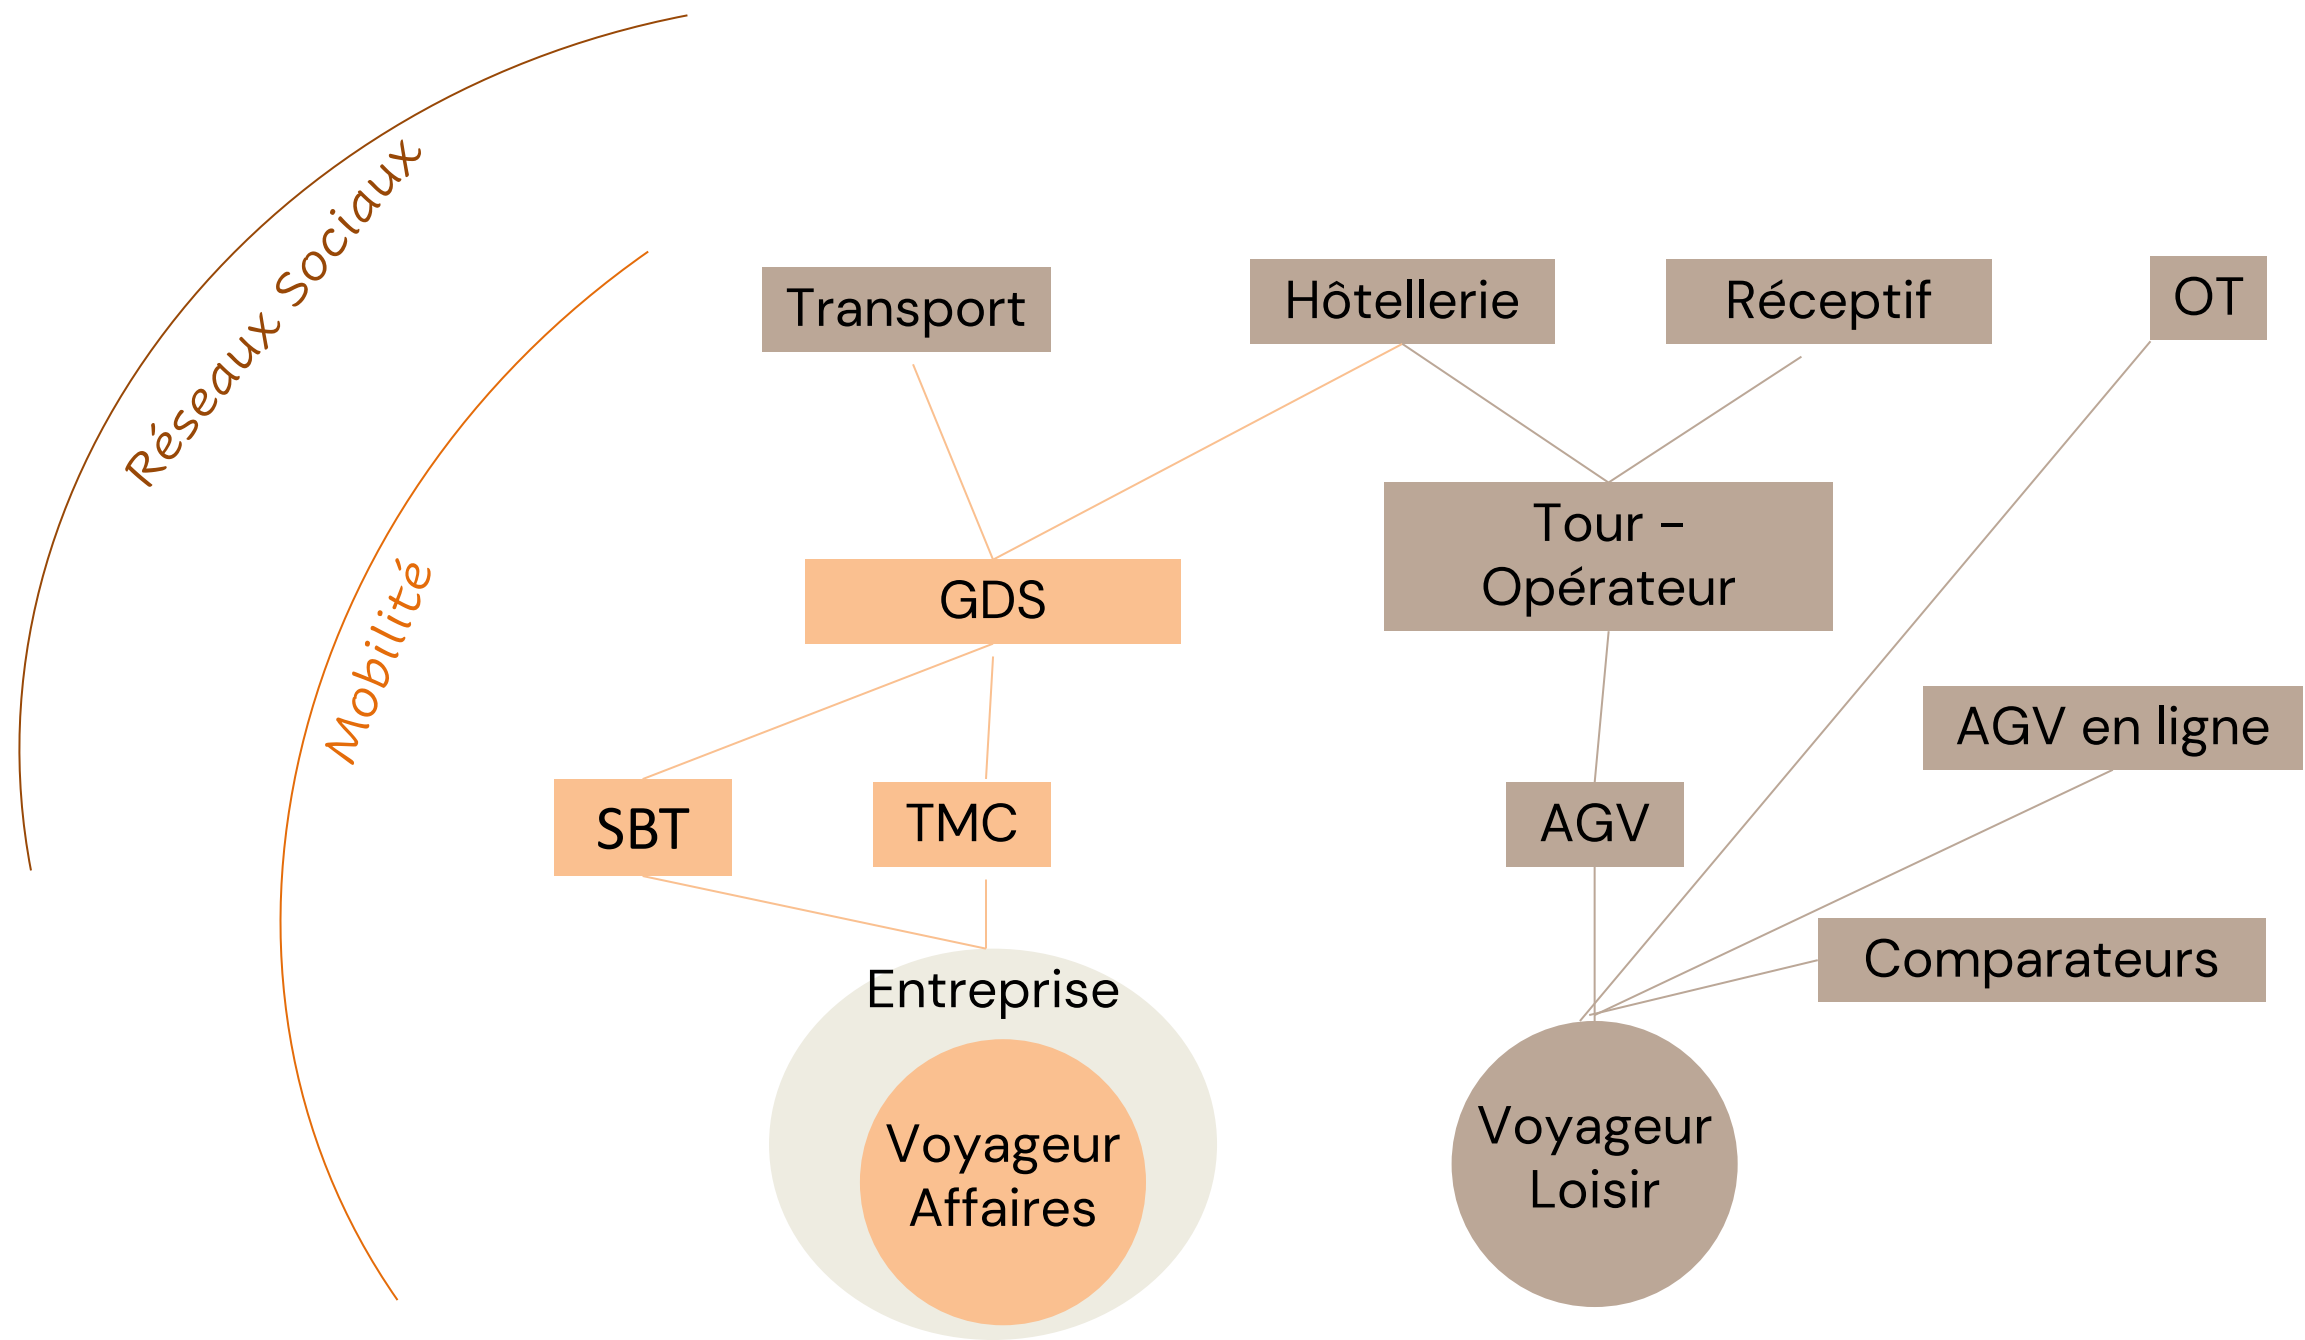 Réseaux Sociaux
Mobilité
Transport
Hôtellerie
Réceptif
OT
GDS
Tour –
Opérateur
AGV en ligne
SBT
TMC
AGV
Comparateurs
Entreprise
Voyageur
Affaires
Voyageur
Loisir